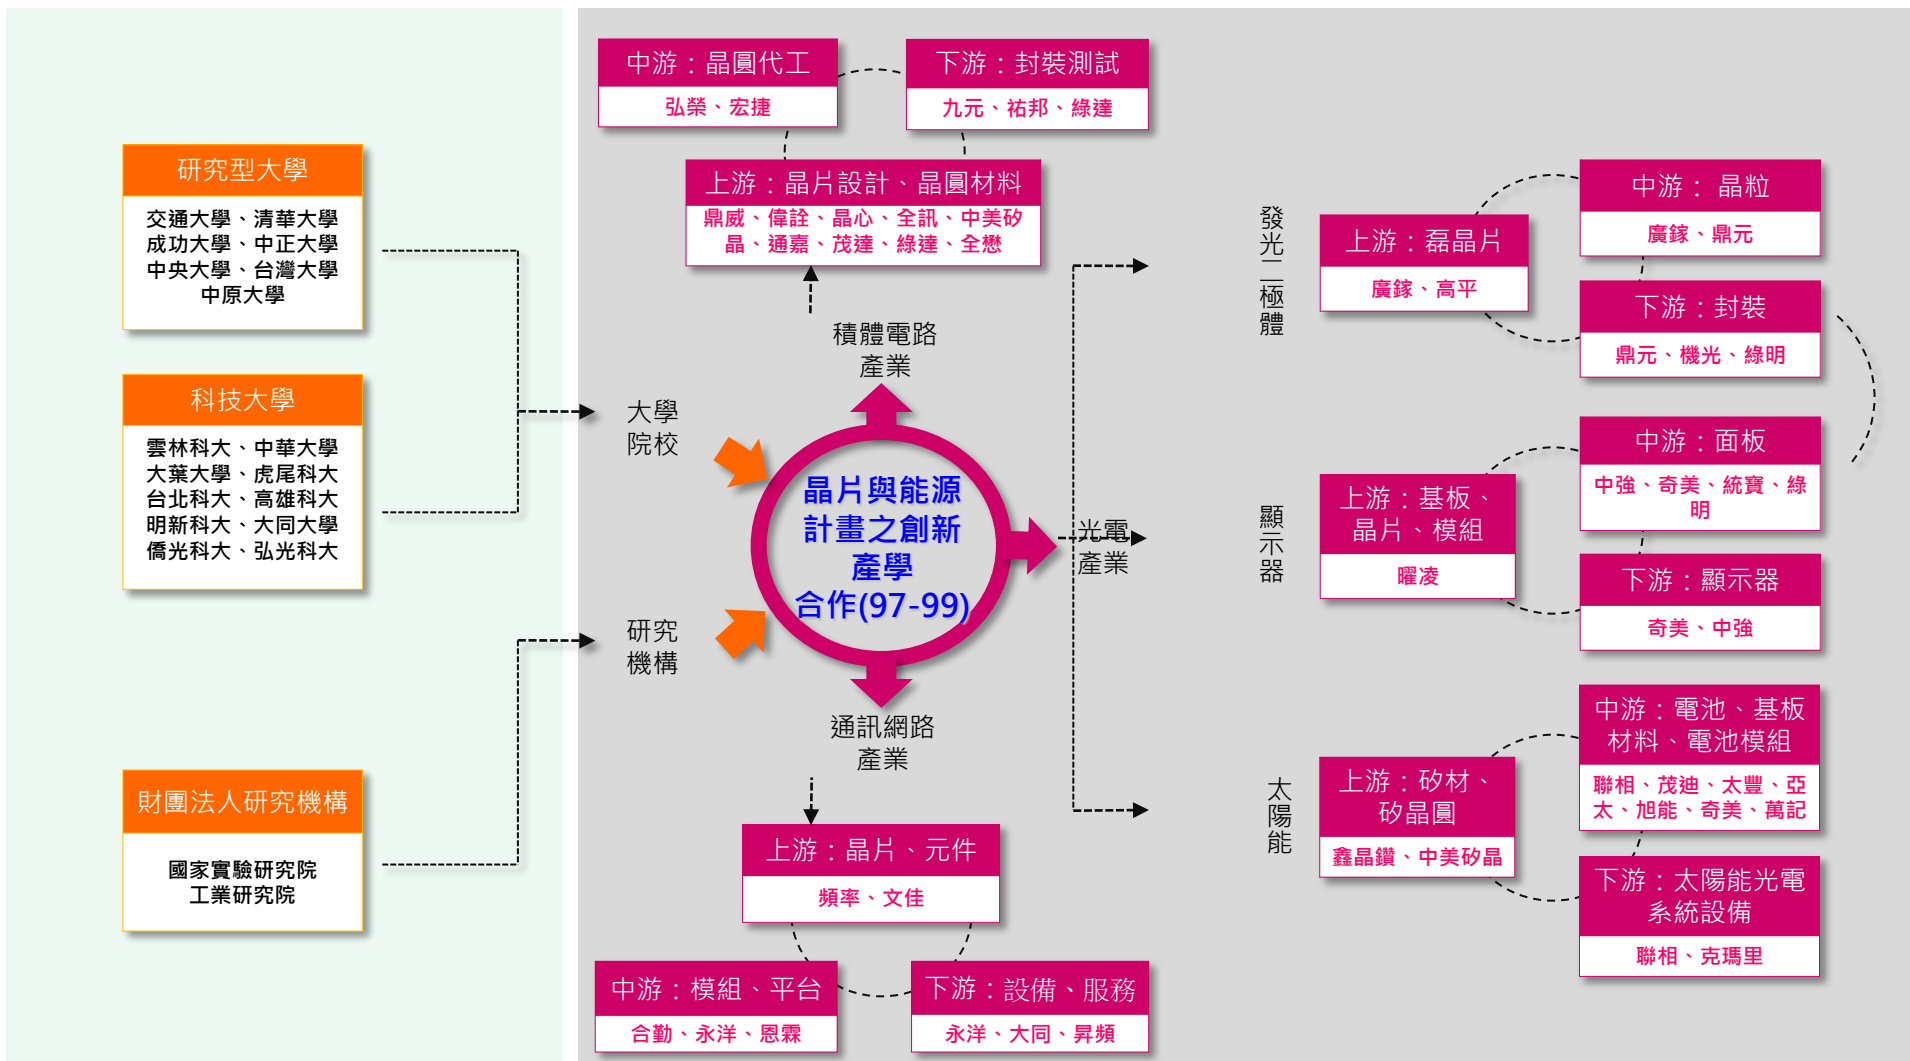 研究型大學
交通大學、清華大學
成功大學、中正大學
中央大學、台灣大學
中原大學
科技大學
雲林科大、中華大學
大葉大學、虎尾科大
台北科大、高雄科大
明新科大、大同大學
僑光科大、弘光科大
財團法人研究機構
國家實驗研究院
工業研究院
大學
院校
研究
機構
中游：晶圓代工
弘榮、宏捷
下游：封裝測試
九元、祐邦、綠達
上游：晶片設計、晶圓材料
鼎威、偉詮、晶心、全訊、中美矽
晶、通嘉、茂達、綠達、全懋
積體電路
產業
晶片與能源
計畫之創新
產學
合作(97-99)
光電
產業
通訊網路
產業
上游：晶片、元件
頻率、文佳
中游：模組、平台
合勤、永洋、恩霖
下游：設備、服務
永洋、大同、昇頻
發光二極體
上游：磊晶片
廣鎵、高平
中游： 晶粒
廣鎵、鼎元
下游：封裝
鼎元、機光、綠明
顯示器
上游：基板、
晶片、模組
曜凌
中游：面板
中強、奇美、統寶、綠
明
下游：顯示器
奇美、中強
太陽能
上游：矽材、
矽晶圓
鑫晶鑽、中美矽晶
中游：電池、基板
材料、電池模組
聯相、茂迪、太豐、亞
太、旭能、奇美、萬記
下游：太陽能光電
系統設備
聯相、克瑪里